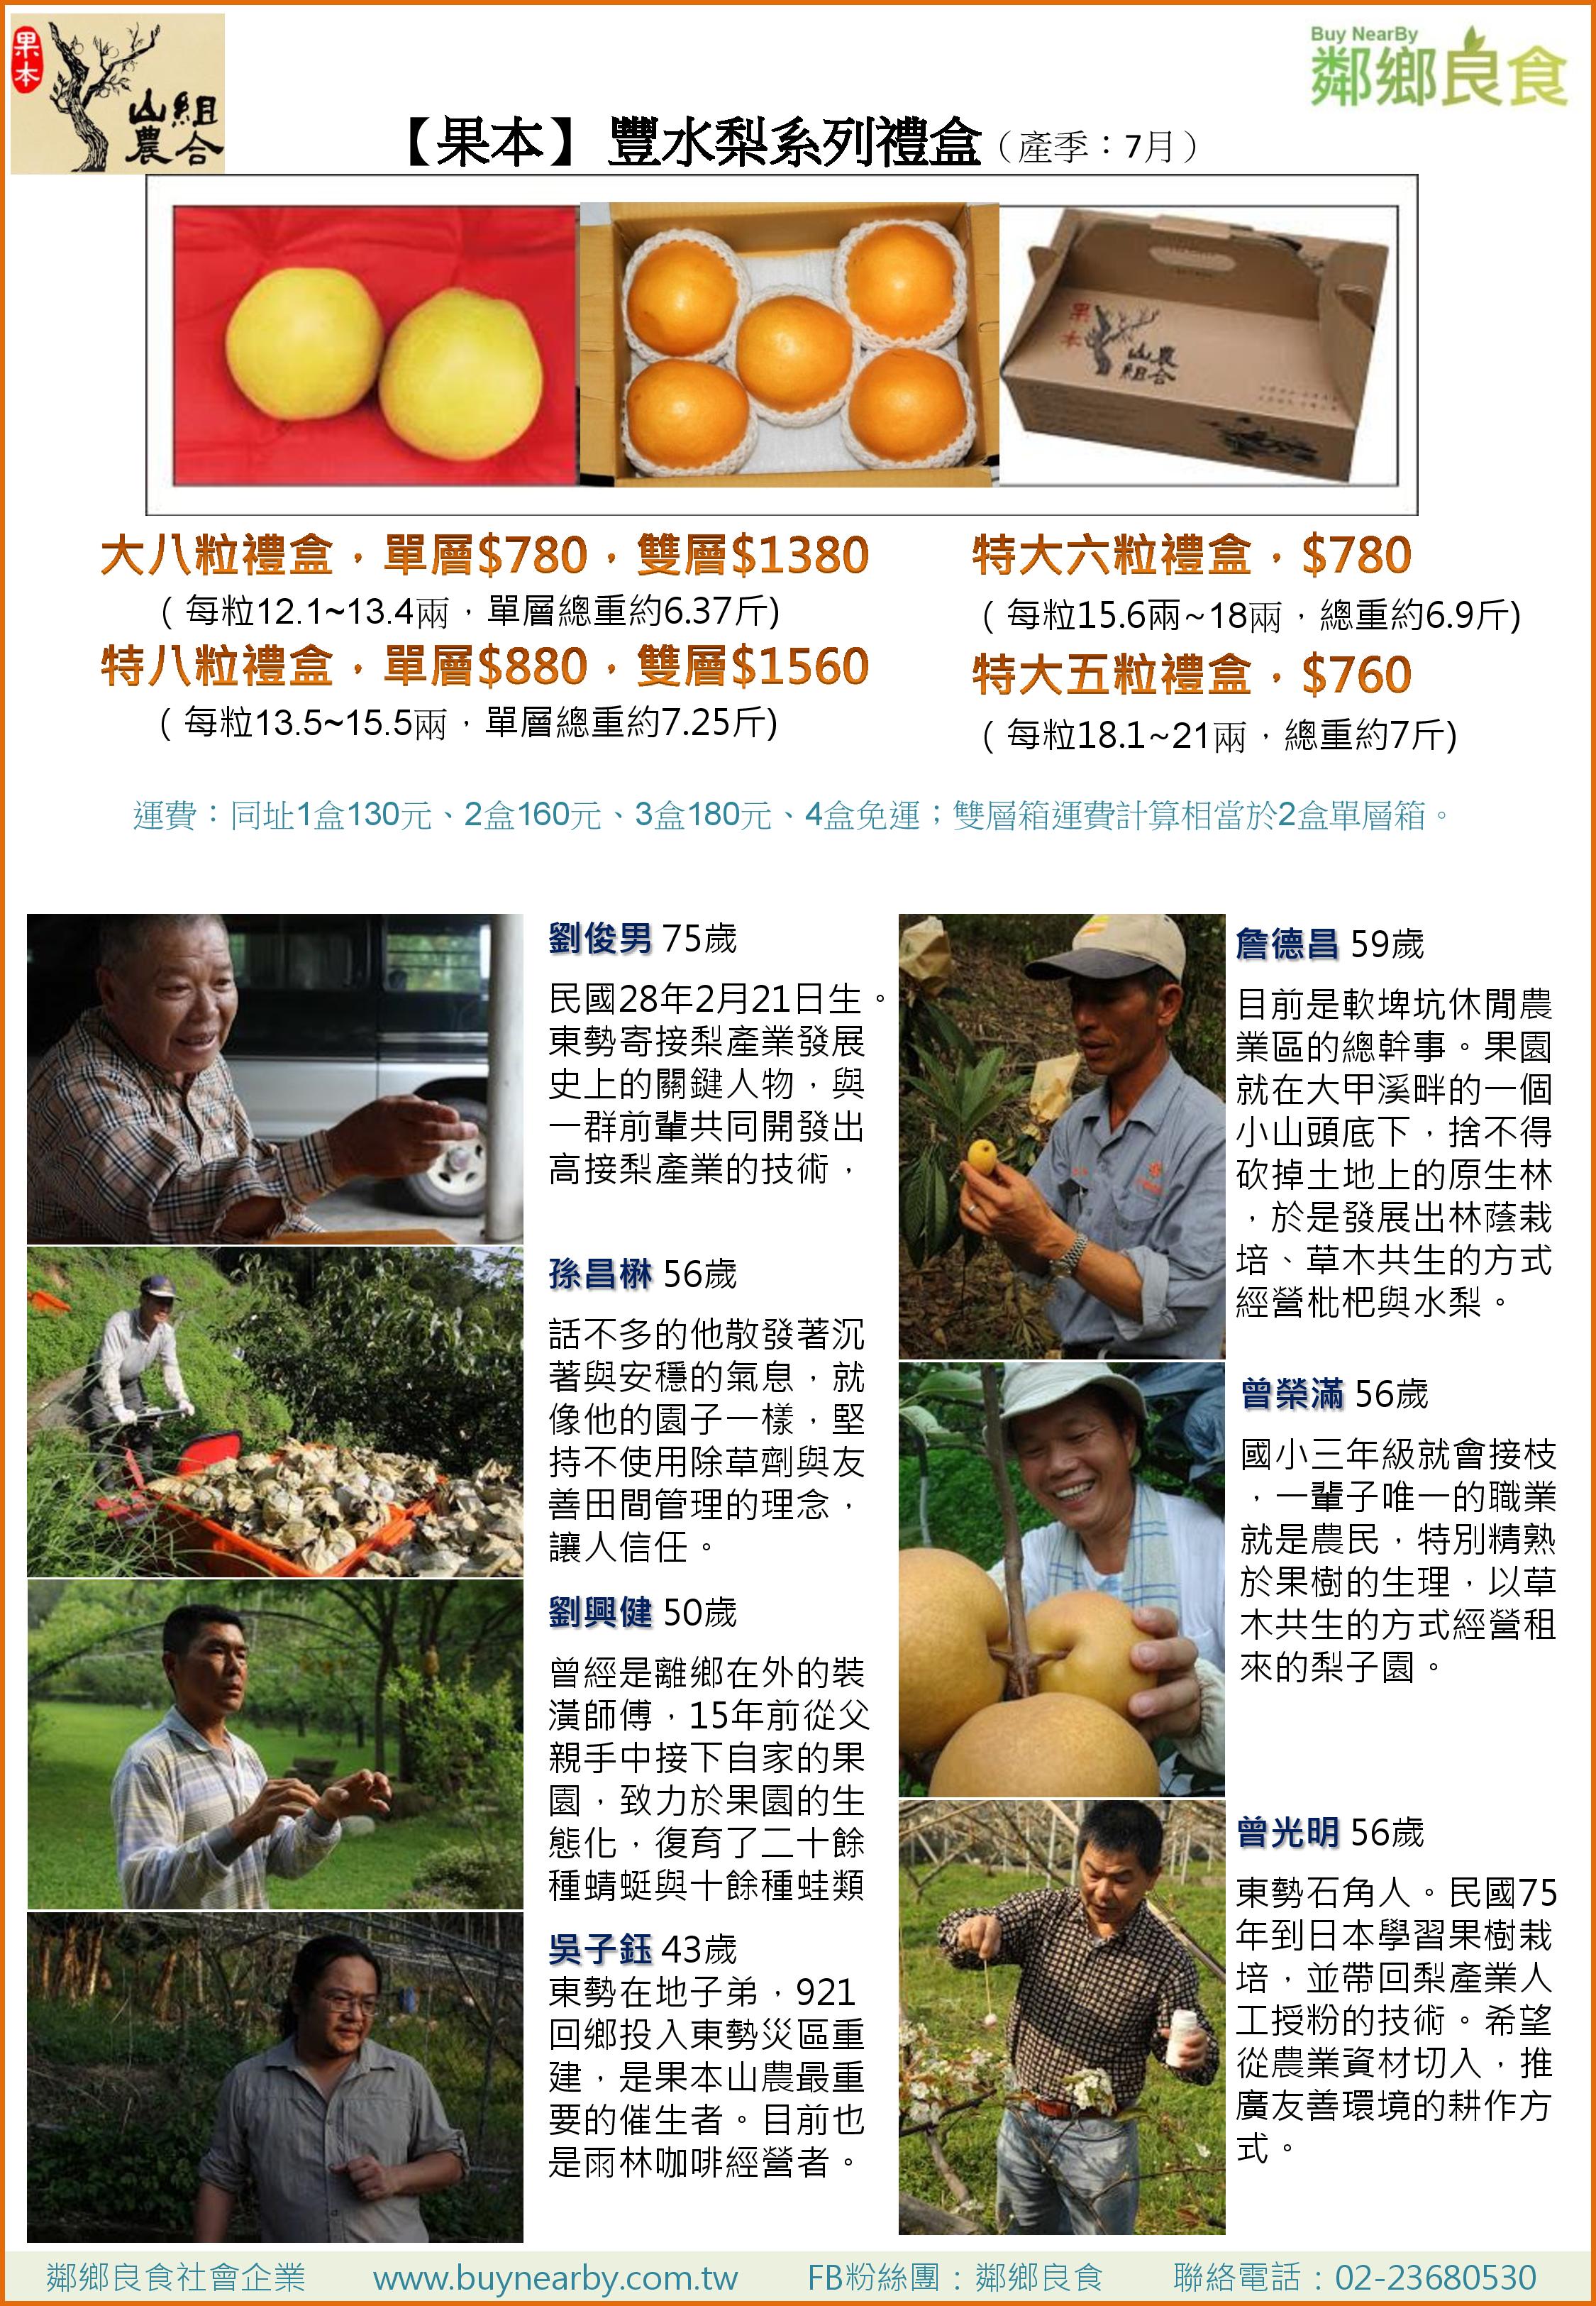 果本
山農組合
Buy NearBy
鄰鄉良食
【果本】豐水梨系列禮盒（產季：7月）
果本
山農組合
大八粒禮盒，單層$780，雙層$1380
（每粒12.1~13.4兩，單層總重約6.37斤)
特八粒禮盒，單層$880，雙層$1560
（每粒13.5~15.5兩，單層總重約7.25斤)
特大六粒禮盒，$780
（每粒15.6兩~18兩，總重約6.9斤)
特大五粒禮盒，$760
（每粒18.1~21兩，總重約7斤)
運費：同址1盒130元、2盒160元、3盒180元、4盒免運；雙層箱運費計算相當於2盒單層箱。
劉俊男 75歲
民國28年2月21日生。
東勢寄接梨產業發展
史上的關鍵人物，與
一群前輩共同開發出
高接梨產業的技術，
孫昌楙 56歲
話不多的他散發著沉
著與安穩的氣息，就
像他的園子一樣，堅
持不使用除草劑與友
善田間管理的理念，
讓人信任。
劉興健 50歲
曾經是離鄉在外的裝
潢師傅，15年前從父
親手中接下自家的果
園，致力於果園的生
態化，復育了二十餘
種蜻蜓與十餘種蛙類
吳子鈺 43歲
東勢在地子弟，921
回鄉投入東勢災區重
建，是果本山農最重
要的催生者。目前也
是雨林咖啡經營者。
詹德昌 59歲
目前是軟埤坑休閒農
業區的總幹事。果園
就在大甲溪畔的一個
小山頭底下，捨不得
砍掉土地上的原生林
，於是發展出林蔭栽
培、草木共生的方式
經營枇杷與水梨。
曾榮滿 56歲
國小三年級就會接枝
，一輩子唯一的職業
就是農民，特別精熟
於果樹的生理，以草
木共生的方式經營租
來的梨子園。
曾光明 56歲
東勢石角人。民國75
年到日本學習果樹栽
培，並帶回梨產業人
工授粉的技術。希望
從農業資材切入，推
廣友善環境的耕作方
式。
鄰鄉良食社會企業 www.buynearby.com.tw FB粉絲團：鄰鄉良食 聯絡電話：02-23680530